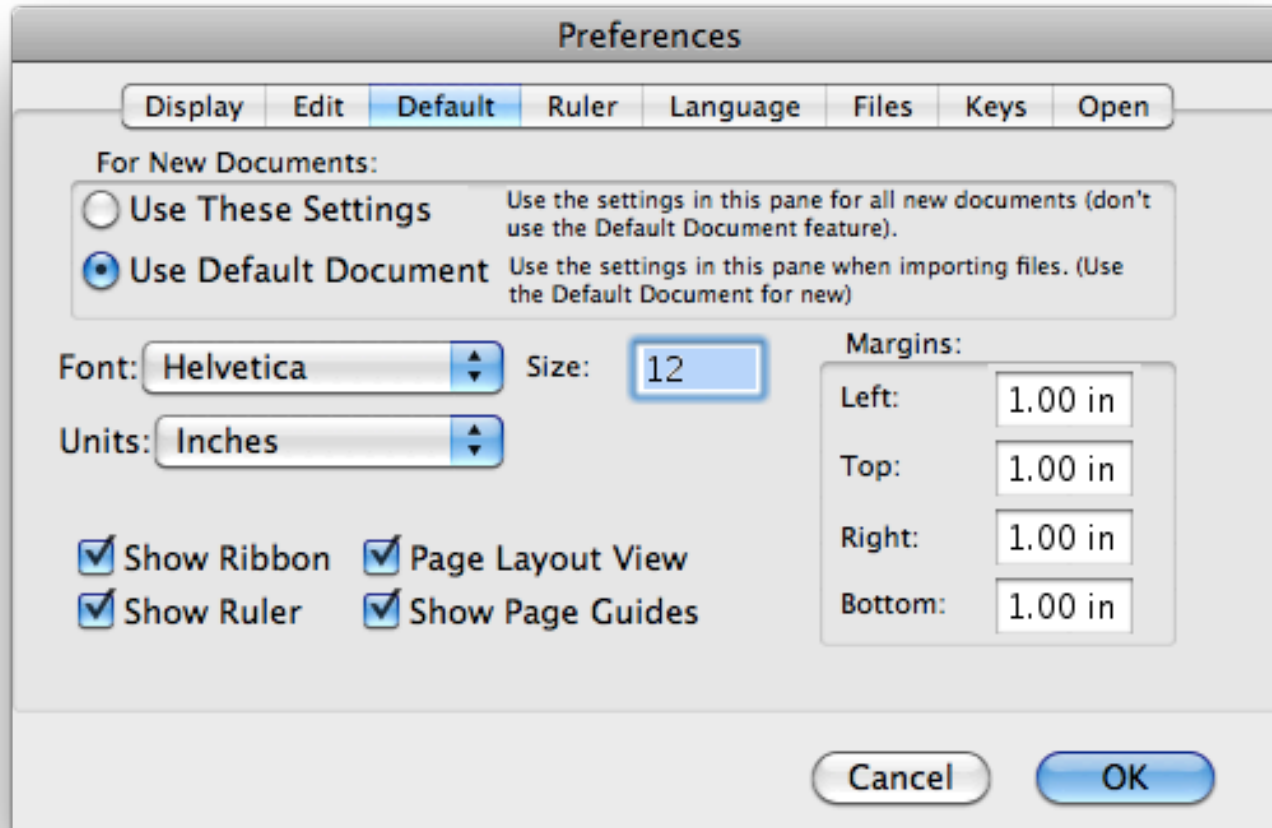 Preferences
Display Edit Default Ruler Language Files Keys Open
For New Documents:
Use These Settings
Use the settings in this pane for all new documents (don't
use the Default Document feature).
Use Default Document
Use the settings in this pane when importing files. (Use
the Default Document for new)
Font: Helvetica
Size: 12
Units: Inches
Margins:
Left: 1.00 in
Top: 1.00 in
Right: 1.00 in
Bottom: 1.00 in
Show Ribbon
Page Layout View
Show Ruler
Show Page Guides
Cancel
OK